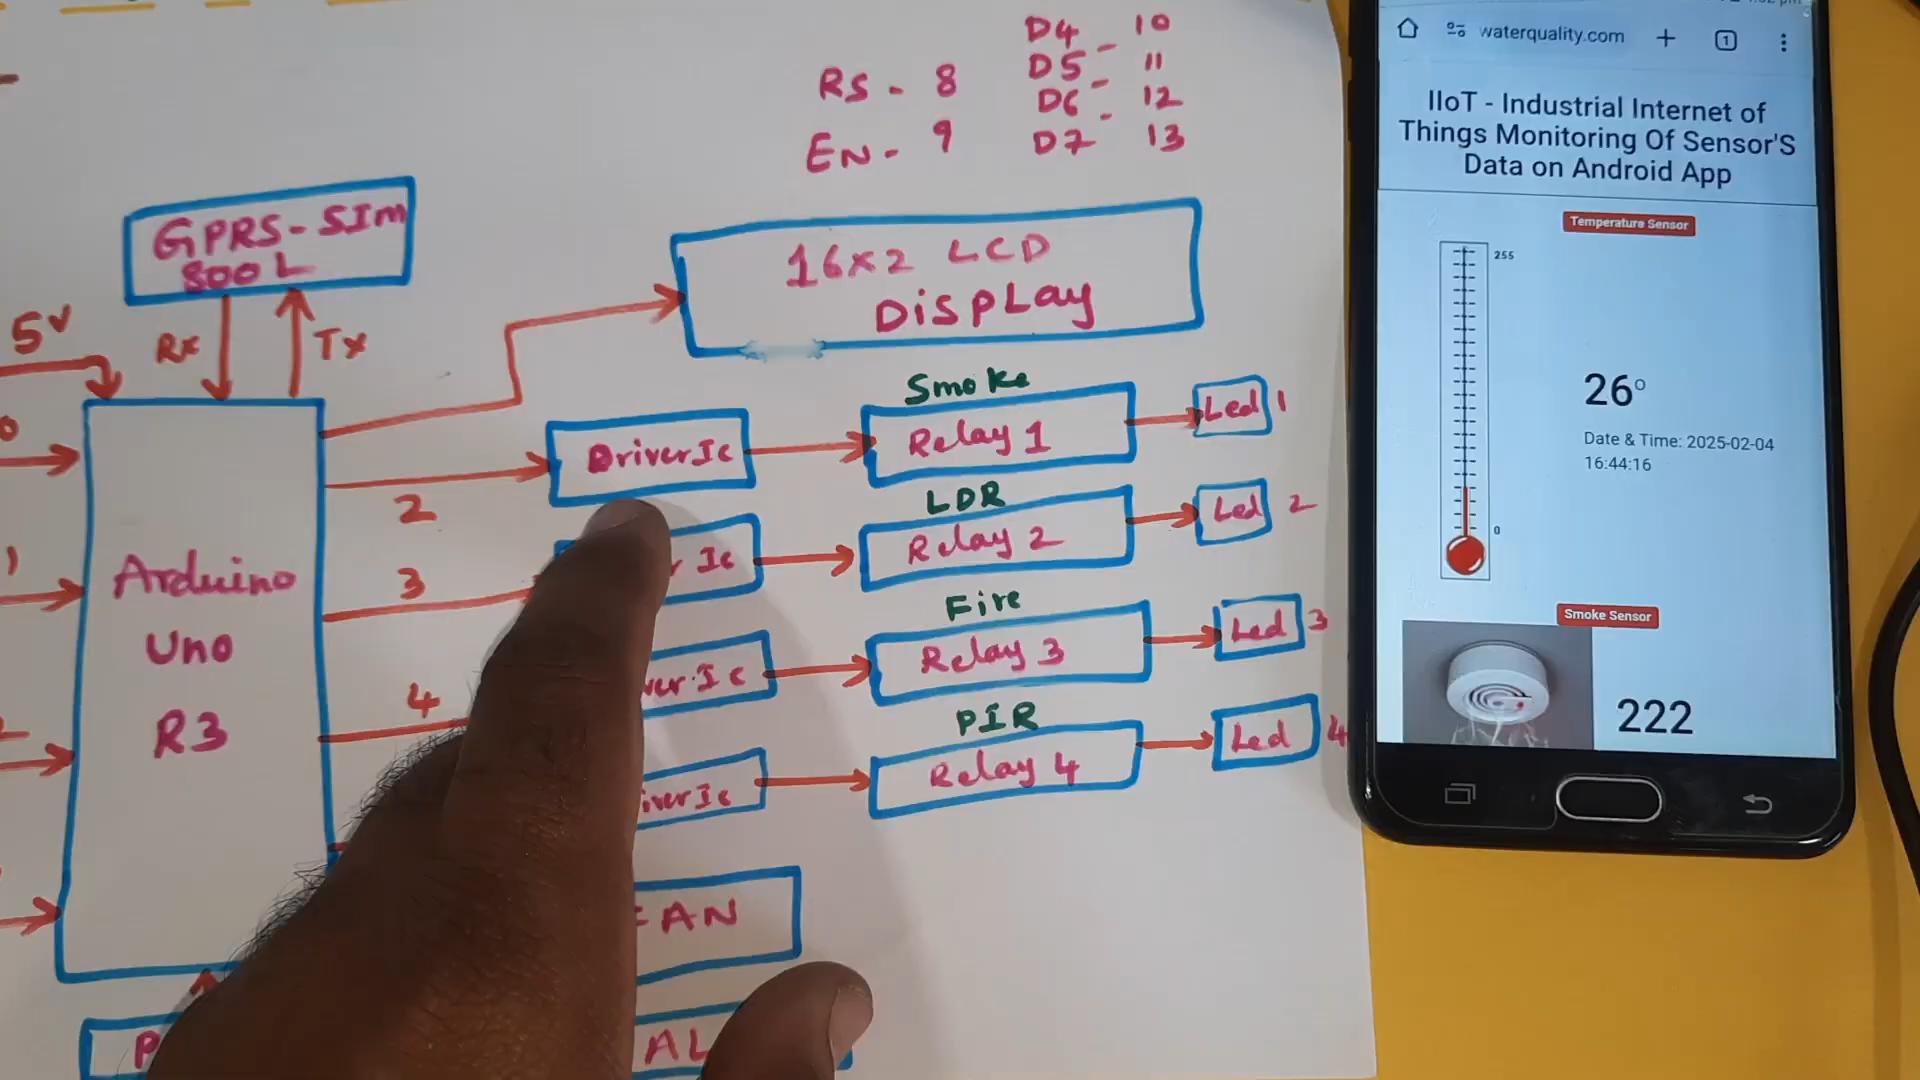 D4 - 10
RS - 8
D5 - 11
D6 - 12
EN - 9
D7 - 13
GPRS-SIM
800L
16x2 LCD
DispLay
5V
Rx
Tx
Smoke
DriverIc
Relay 1
Led 1
2
LDR
Ic
Relay 2
Led 2
3
Arduino
Uno
R3
Fire
Relay 3
Led 3
4
PIR
Relay 4
Led 4
FAN
1
waterquality.com
IIoT - Industrial Internet of
Things Monitoring Of Sensor'S
Data on Android App
Temperature Sensor
255
26°
Date & Time: 2025-02-04
16:44:16
0
Smoke Sensor
222